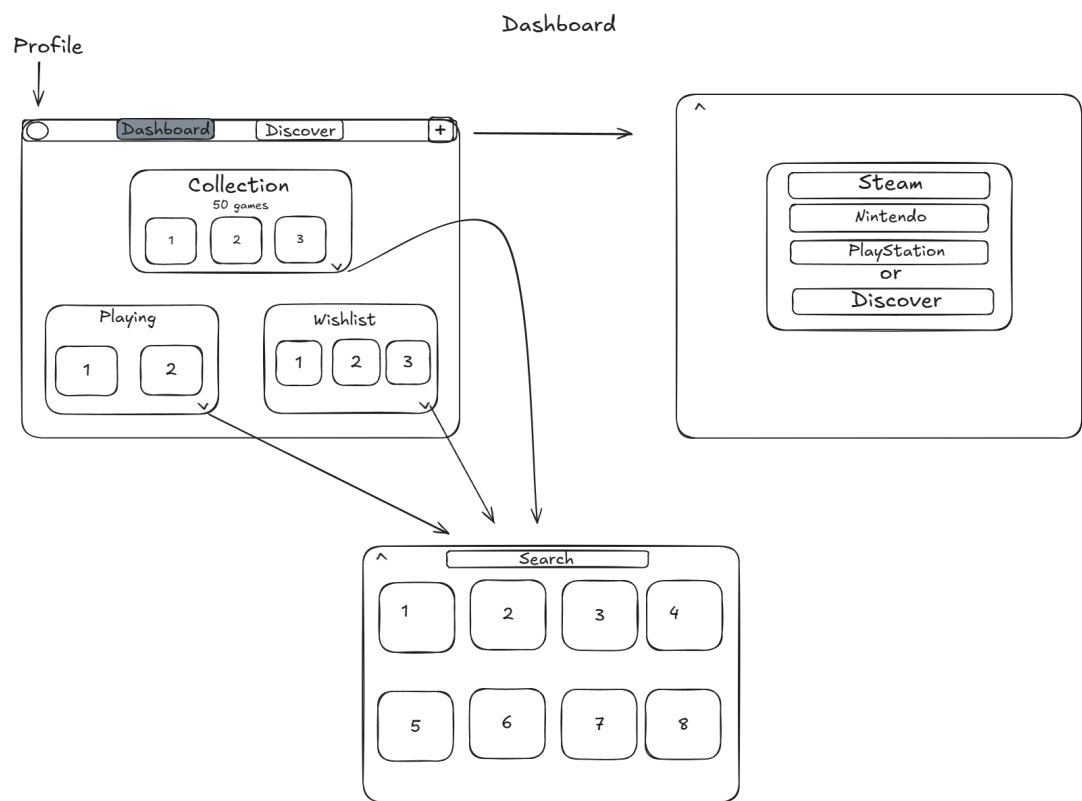 Dashboard
Profile
Dashboard
Discover
+
Collection
50 games
1
2
3
Playing
1
2
Wishlist
1
2
3
^
Steam
Nintendo
PlayStation
or
Discover
^
Search
1
2
3
4
5
6
7
8